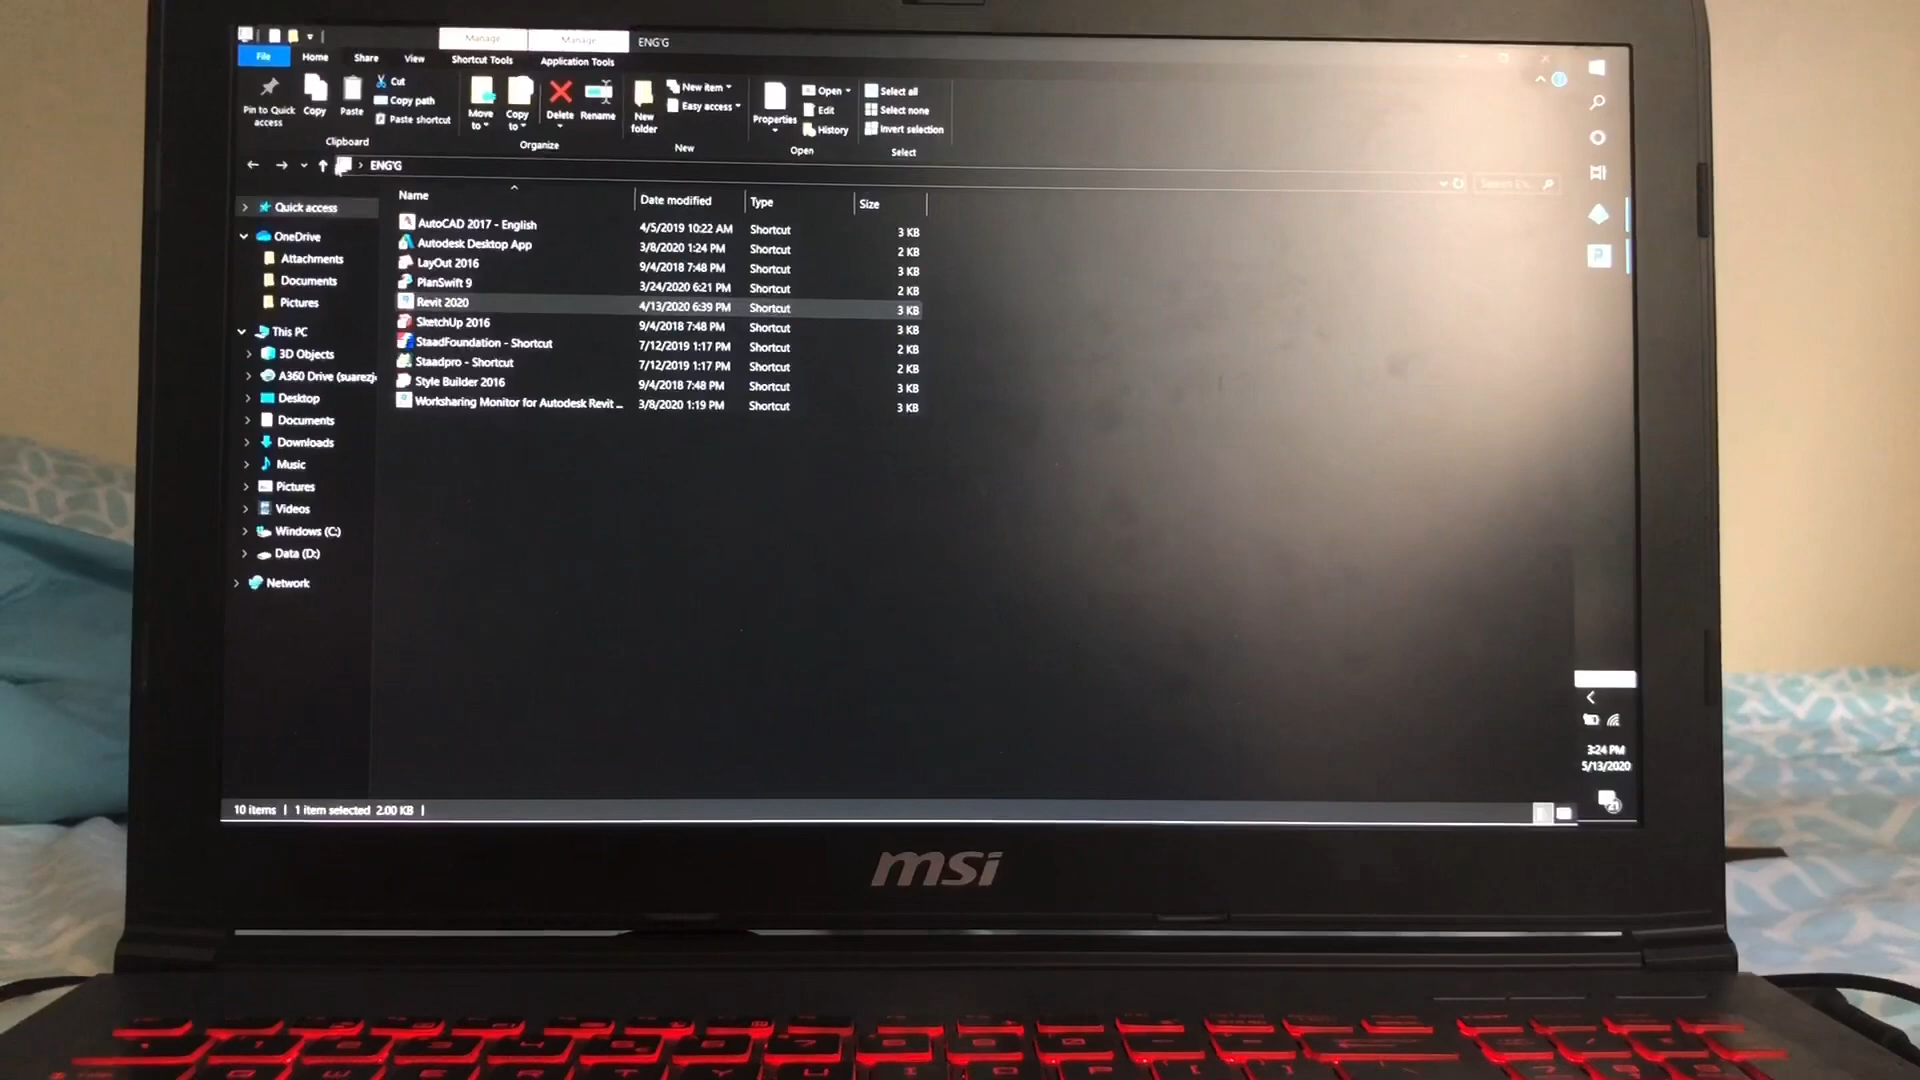 Manage Manage ENG'G
File Home Share View Shortcut Tools Application Tools
Pin to Quick access
Copy
Paste
Cut
Copy path
Paste shortcut
Clipboard
Move to
Copy to
Delete
Rename
Organize
New folder
New item
Easy access
New
Properties
Open
Edit
History
Open
Select all
Select none
Invert selection
Select
ENG'G
Name Date modified Type Size
AutoCAD 2017 - English 4/5/2019 10:22 AM Shortcut 3 KB
Autodesk Desktop App 3/8/2020 1:24 PM Shortcut 2 KB
LayOut 2016 9/4/2018 7:48 PM Shortcut 3 KB
PlanSwift 9 3/24/2020 6:21 PM Shortcut 2 KB
Revit 2020 4/13/2020 6:39 PM Shortcut 3 KB
SketchUp 2016 9/4/2018 7:48 PM Shortcut 3 KB
StaadFoundation - Shortcut 7/12/2019 1:17 PM Shortcut 2 KB
Staadpro - Shortcut 7/12/2019 1:17 PM Shortcut 2 KB
Style Builder 2016 9/4/2018 7:48 PM Shortcut 3 KB
Worksharing Monitor for Autodesk Revit ... 3/8/2020 1:19 PM Shortcut 3 KB
Quick access
OneDrive
Attachments
Documents
Pictures
This PC
3D Objects
A360 Drive (suarezj
Desktop
Documents
Downloads
Music
Pictures
Videos
Windows (C:)
Data (D:)
Network
3:24 PM
5/13/2020
21
10 items 1 item selected 2.00 KB
msi